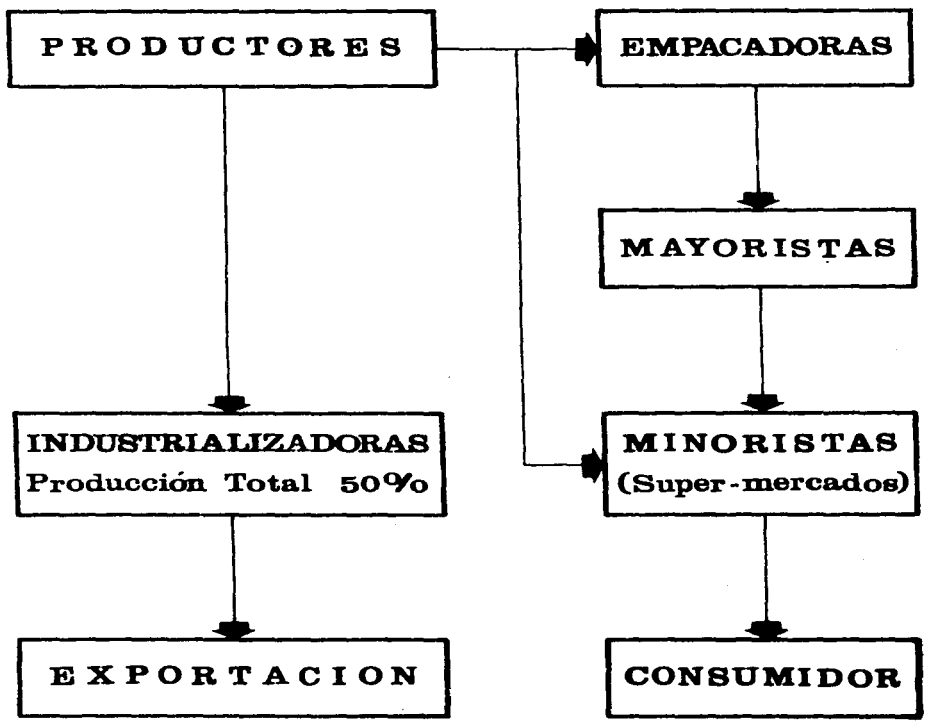 PRODUCTORES
EMPACADORAS
MAYORISTAS
INDUSTRIALIZADORAS
Producción Total 50%
MINORISTAS
(Super-mercados)
EXPORTACION
CONSUMIDOR